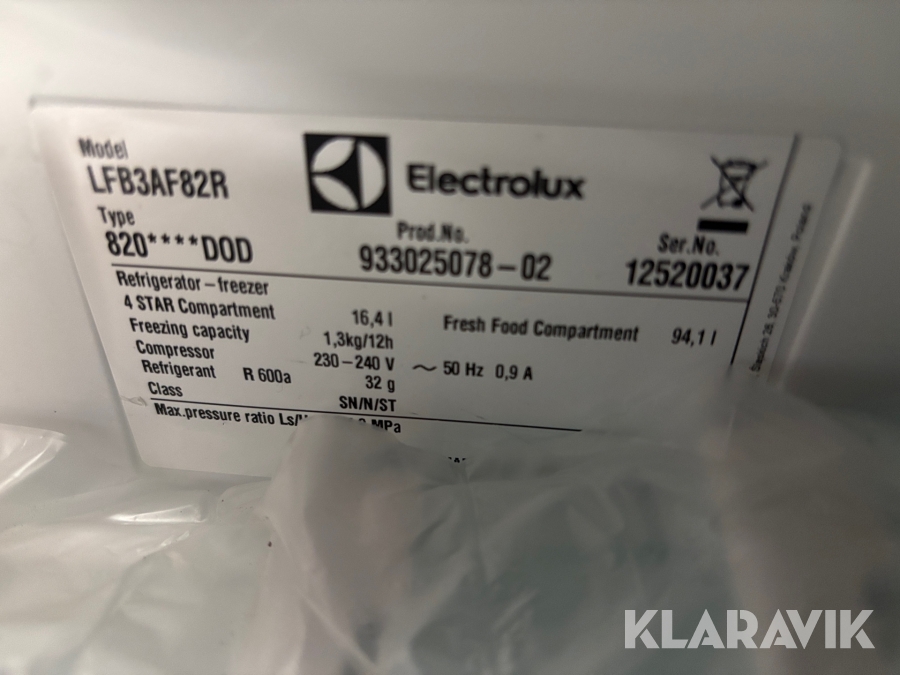 Model
LFB3AF82R
Electrolux
Type
820****DOD
Prod.No.
933025078-02
Ser.No.
12520037
Refrigerator-freezer
4 STAR Compartment 16,4 l Fresh Food Compartment 94,1 l
Freezing capacity 1,3kg/12h
Compressor 230-240 V ~ 50 Hz 0,9 A
Refrigerant R 600a 32 g
Class SN/N/ST
Max.pressure ratio MPa
KLARAVIK